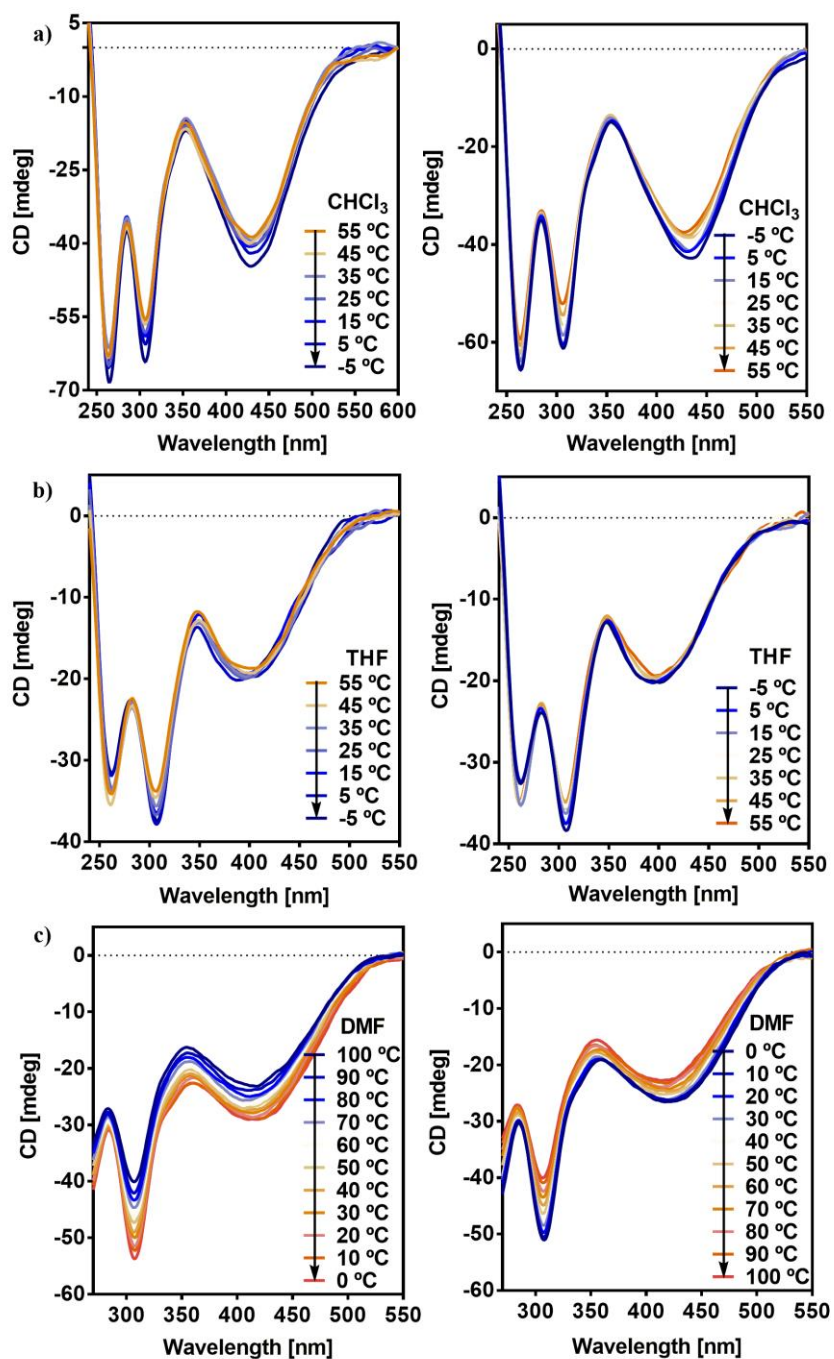 a)
5
-10
-25
-40
-55
-70
CD [mdeg]
CHCl3
55 ºC
45 ºC
35 ºC
25 ºC
15 ºC
5 ºC
-5 ºC
250 300 350 400 450 500 550 600
Wavelength [nm]
0
-20
-40
-60
CD [mdeg]
CHCl3
-5 ºC
5 ºC
15 ºC
25 ºC
35 ºC
45 ºC
55 ºC
250 300 350 400 450 500 550
Wavelength [nm]
b)
0
-10
-20
-30
-40
CD [mdeg]
THF
55 ºC
45 ºC
35 ºC
25 ºC
15 ºC
5 ºC
-5 ºC
250 300 350 400 450 500 550
Wavelength [nm]
0
-10
-20
-30
-40
CD [mdeg]
THF
-5 ºC
5 ºC
15 ºC
25 ºC
35 ºC
45 ºC
55 ºC
250 300 350 400 450 500 550
Wavelength [nm]
c)
0
-20
-40
-60
CD [mdeg]
DMF
100 ºC
90 ºC
80 ºC
70 ºC
60 ºC
50 ºC
40 ºC
30 ºC
20 ºC
10 ºC
0 ºC
300 350 400 450 500 550
Wavelength [nm]
0
-10
-20
-30
-40
-50
-60
CD [mdeg]
DMF
0 ºC
10 ºC
20 ºC
30 ºC
40 ºC
50 ºC
60 ºC
70 ºC
80 ºC
90 ºC
100 ºC
300 350 400 450 500 550
Wavelength [nm]